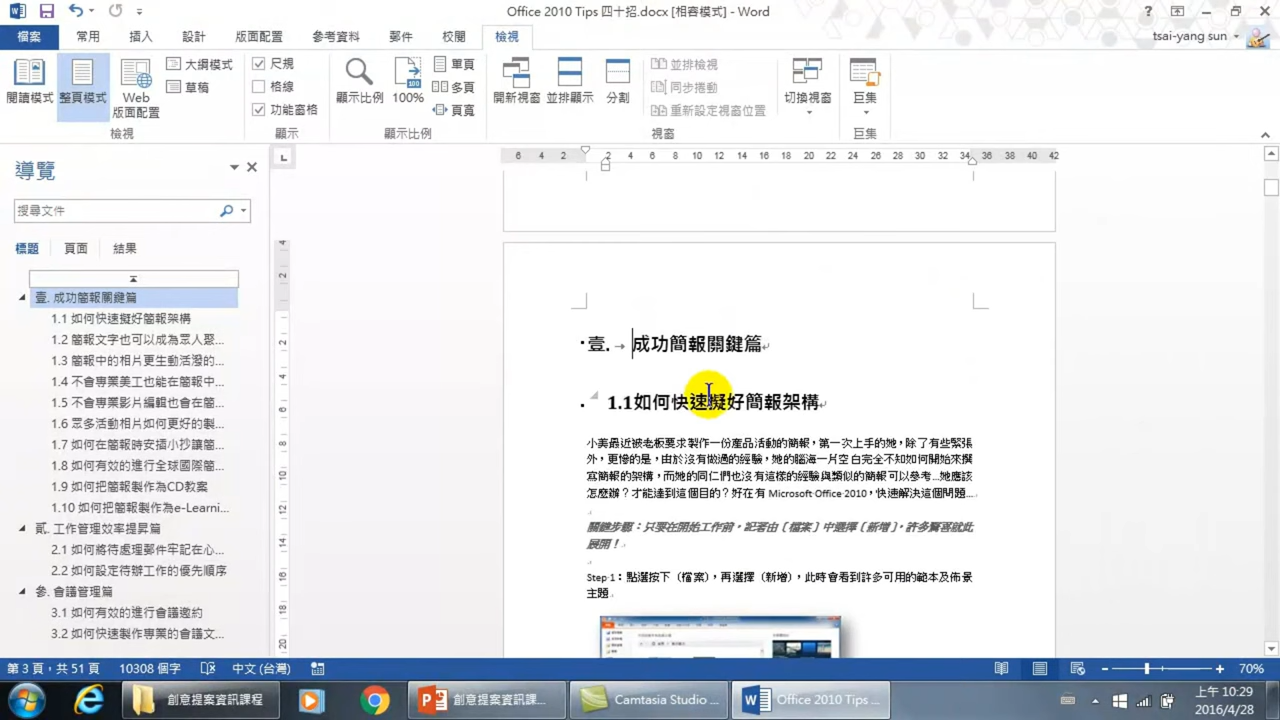 Office 2010 Tips 四十招.docx [相容模式] - Word
檔案 常用 插入 設計 版面配置 參考資料 郵件 校閱 檢視 tsai-yang sun
閱讀模式 整頁模式 Web 版面配置 大綱模式 草稿
檢視
尺規
格線
功能窗格
顯示
顯示比例 100% 單頁 多頁 頁寬
顯示比例
開新視窗 並排顯示 分割 並排檢視 同步捲動 重新設定視窗位置 切換視窗
視窗
巨集
巨集
導覽
搜尋文件
標題 頁面 結果
壹. 成功簡報關鍵篇
1.1 如何快速擬好簡報架構
1.2 簡報文字也可以成為眾人聚...
1.3 簡報中的相片更生動活潑的...
1.4 不會專業美工也能在簡報中...
1.5 不會專業影片編輯也會在簡...
1.6 眾多活動相片如何更好的製...
1.7 如何在簡報時安插小抄讓簡...
1.8 如何有效的進行全球國際簡...
1.9 如何把簡報製作為CD教案
1.10 如何把簡報製作為e-Learni...
貳. 工作管理效率提昇篇
2.1 如何將待處理郵件牢記在心...
2.2 如何設定待辦工作的優先順序
參. 會議管理篇
3.1 如何有效的進行會議邀約
3.2 如何快速製作專業的會議文...
6 4 2 2 4 6 8 10 12 14 16 18 20 22 24 26 28 30 32 34 36 38 40 42
壹. 成功簡報關鍵篇
1.1如何快速擬好簡報架構
小美最近被老板要求製作一份產品活動的簡報，第一次上手的她，除了有些緊張
外，更慘的是，由於沒有做過的經驗，她的腦海一片空白完全不知如何開始來撰
寫簡報的架構，而她的同仁們也沒有這樣的經驗與類似的簡報可以參考…她應該
怎麼辦？才能達到這個目的？好在有 Microsoft Office 2010，快速解決這個問題…
關鍵步驟：只要在開始工作前，記著由〔檔案〕中選擇〔新增〕，許多驚喜就此
展開！
Step 1：點選按下〔檔案〕，再選擇〔新增〕，此時會看到許多可用的範本及佈景
主題
第 3 頁，共 51 頁 10308 個字 中文 (台灣) 70%
創意提案資訊課程 創意提案資訊課... Camtasia Studio ... Office 2010 Tips ... 上午 10:29
2016/4/28